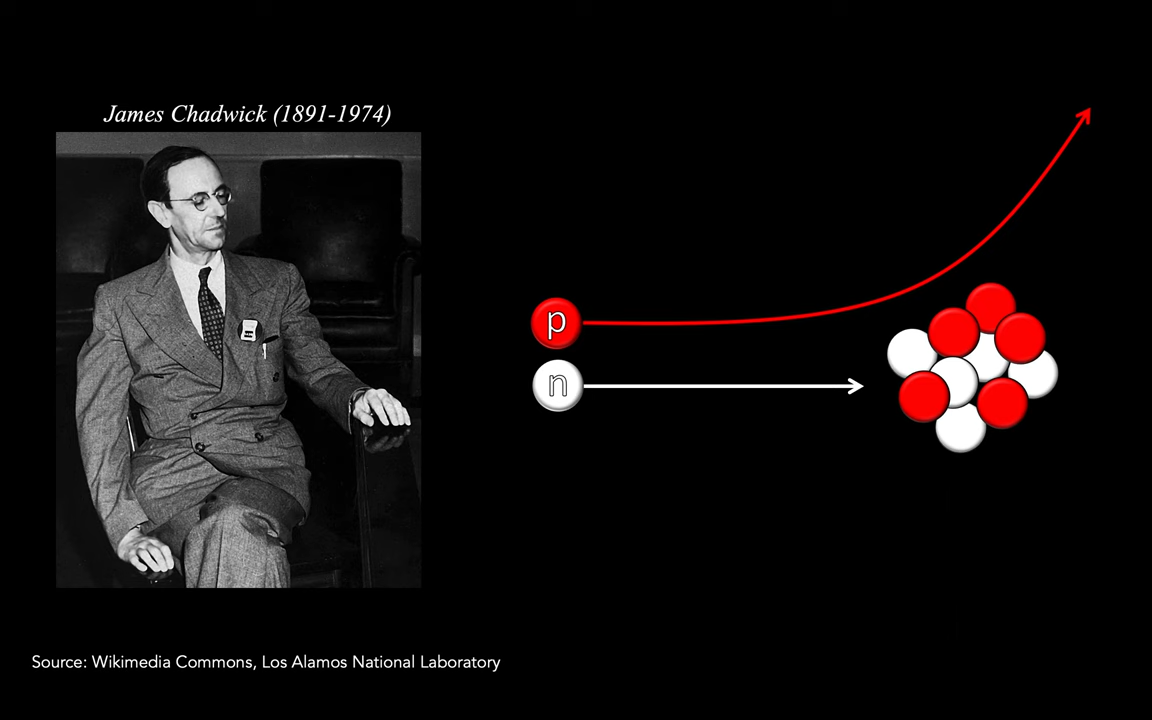 James Chadwick (1891-1974)
p
n
Source: Wikimedia Commons, Los Alamos National Laboratory